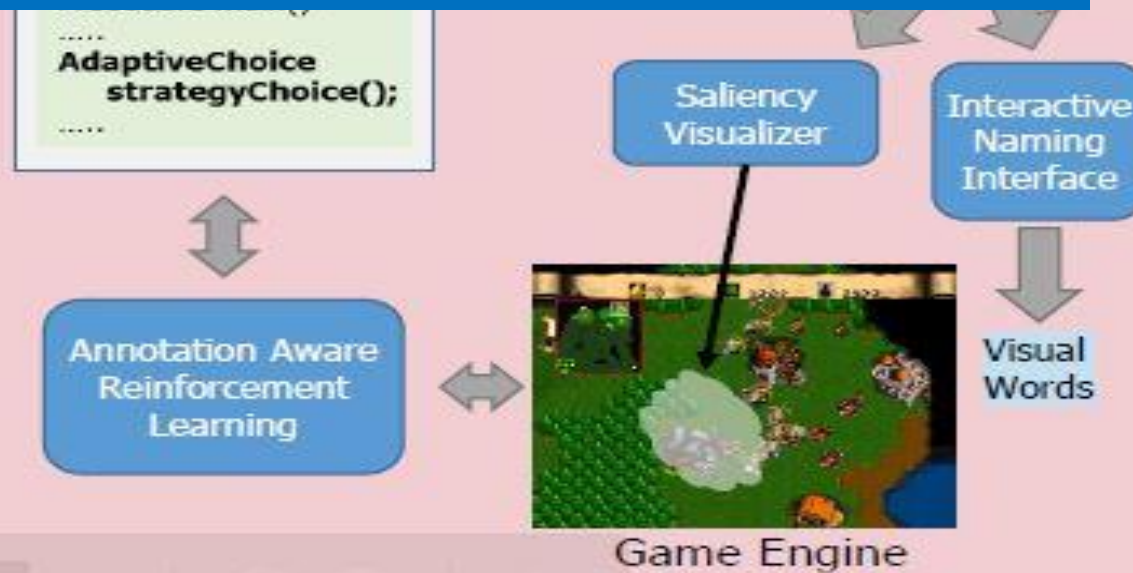 .....
AdaptiveChoice
strategyChoice();
.....
Saliency
Visualizer
Interactive
Naming
Interface
Annotation Aware
Reinforcement
Learning
Visual
Words
Game Engine